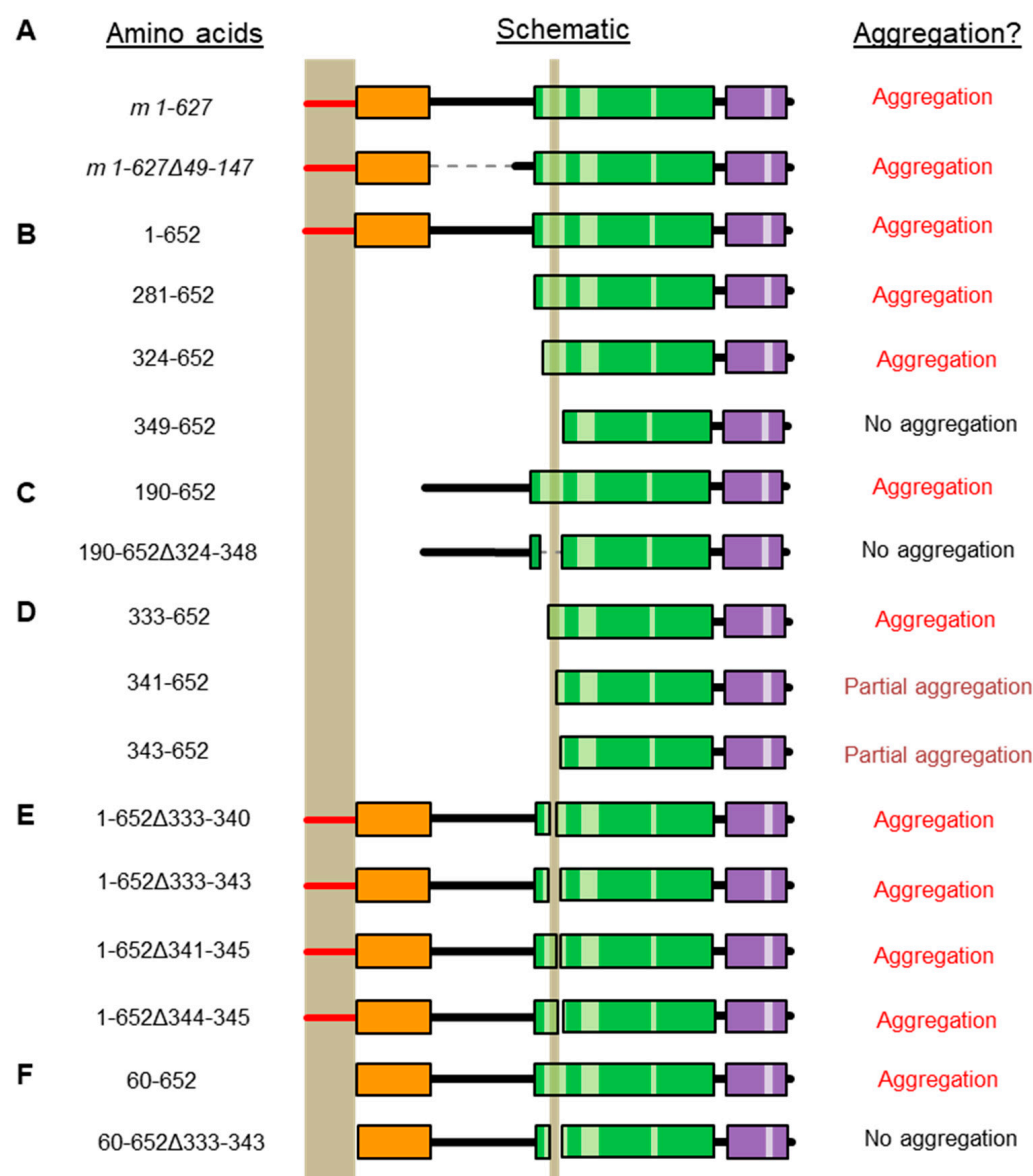 A Amino acids Schematic Aggregation?
m 1-627 Aggregation
m 1-627Δ49-147 Aggregation
B 1-652 Aggregation
281-652 Aggregation
324-652 Aggregation
349-652 No aggregation
C 190-652 Aggregation
190-652Δ324-348 No aggregation
D 333-652 Aggregation
341-652 Partial aggregation
343-652 Partial aggregation
E 1-652Δ333-340 Aggregation
1-652Δ333-343 Aggregation
1-652Δ341-345 Aggregation
1-652Δ344-345 Aggregation
F 60-652 Aggregation
60-652Δ333-343 No aggregation